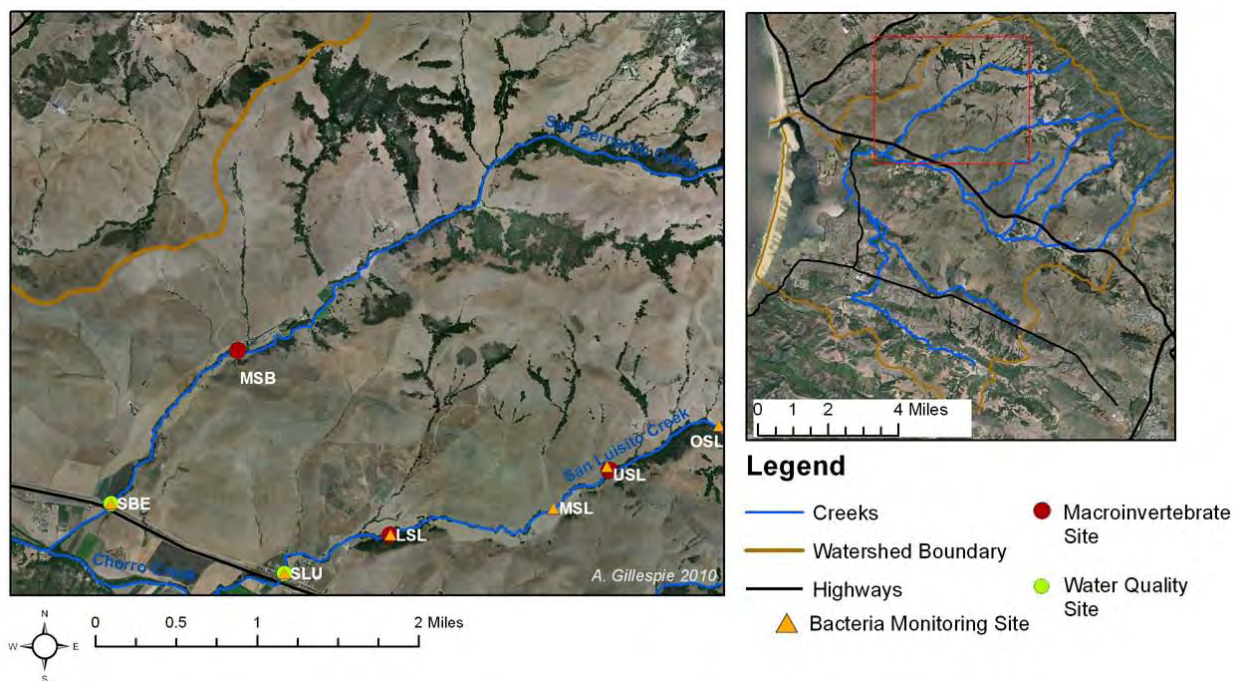 San Bernardo Creek
MSB
San Luisito Creek
OSL
USL
MSL
SBE
LSL
SLU
Chorro Creek
A. Gillespie 2010
N
W E
S
0 0.5 1 2 Miles
0 1 2 4 Miles
Legend
Creeks
Watershed Boundary
Highways
Bacteria Monitoring Site
Macroinvertebrate
Site
Water Quality
Site